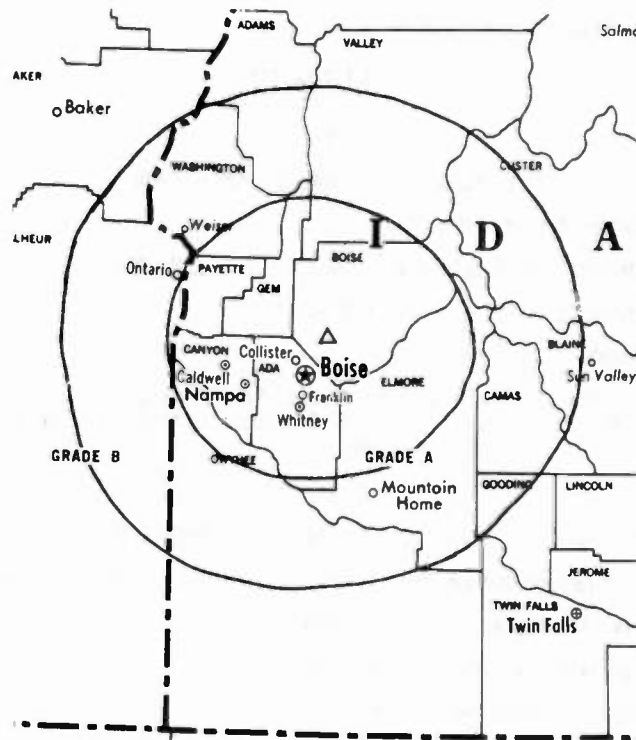 ADAMS
VALLEY
Salmo
AKER
Baker
WASHINGTON
CUSTER
Weiser
LHEUR
I D A
Ontario
PAYETTE
BOISE
GEM
CANYON
Collister
BLAINE
ADA
Boise
Caldwell
ELMORE
Sun Valley
Nampa
Franklin
CAMAS
Whitney
GRADE B
OWYHEE
GRADE A
Mountain
Home
GOODING
LINCOLN
JEROME
TWIN FALLS
Twin Falls